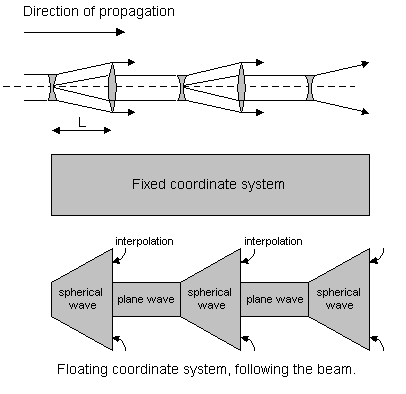 Direction of propagation
L
Fixed coordinate system
interpolation interpolation
spherical wave plane wave spherical wave plane wave spherical wave
Floating coordinate system, following the beam.